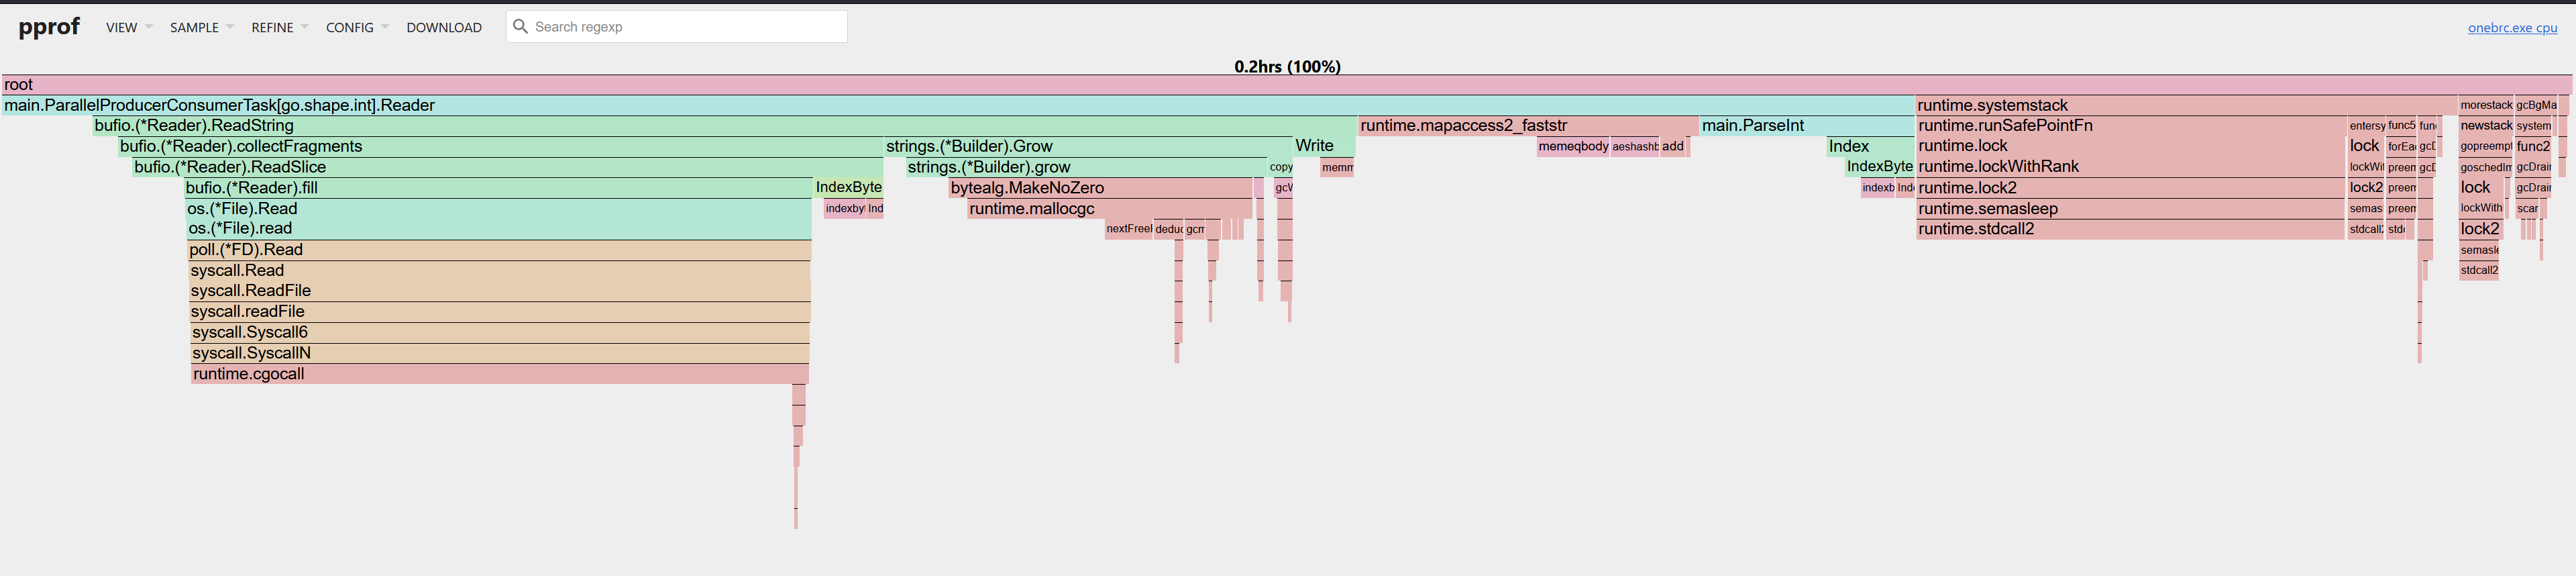 pprof VIEW SAMPLE REFINE CONFIG DOWNLOAD Search regexp onebrc.exe cpu
0.2hrs (100%)
root
main.ParallelProducerConsumerTask[go.shape.int].Reader runtime.systemstack morestack gcBgMa
bufio.(*Reader).ReadString runtime.mapaccess2_faststr main.ParseInt runtime.runSafePointFn entersy func5 fun newstack system
bufio.(*Reader).collectFragments strings.(*Builder).Grow Write memeqbody aeshashb add Index runtime.lock lock forEa gcD gopreempt func2
bufio.(*Reader).ReadSlice strings.(*Builder).grow copy memm IndexByte runtime.lockWithRank lockWit preem gcD goschedIm gcDrai
bufio.(*Reader).fill IndexByte bytealg.MakeNoZero gcW indexb Ind runtime.lock2 lock2 preem lock gcDrai
os.(*File).Read indexby Ind runtime.mallocgc runtime.semasleep semas preem lockWith scar
os.(*File).read nextFree deduc gcm runtime.stdcall2 stdcall2 stdc lock2
poll.(*FD).Read semasle
syscall.Read stdcall2
syscall.ReadFile
syscall.readFile
syscall.Syscall6
syscall.SyscallN
runtime.cgocall